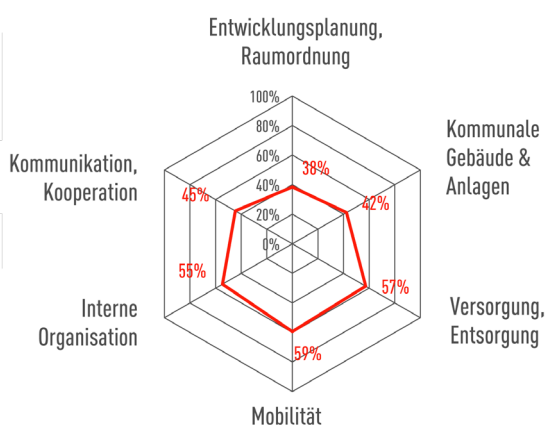 Entwicklungsplanung,
Raumordnung
100%
80%
60%
40%
20%
0%
38%
Kommunale
Gebäude &
Anlagen
42%
Versorgung,
Entsorgung
57%
Mobilität
59%
Interne
Organisation
55%
Kommunikation,
Kooperation
45%